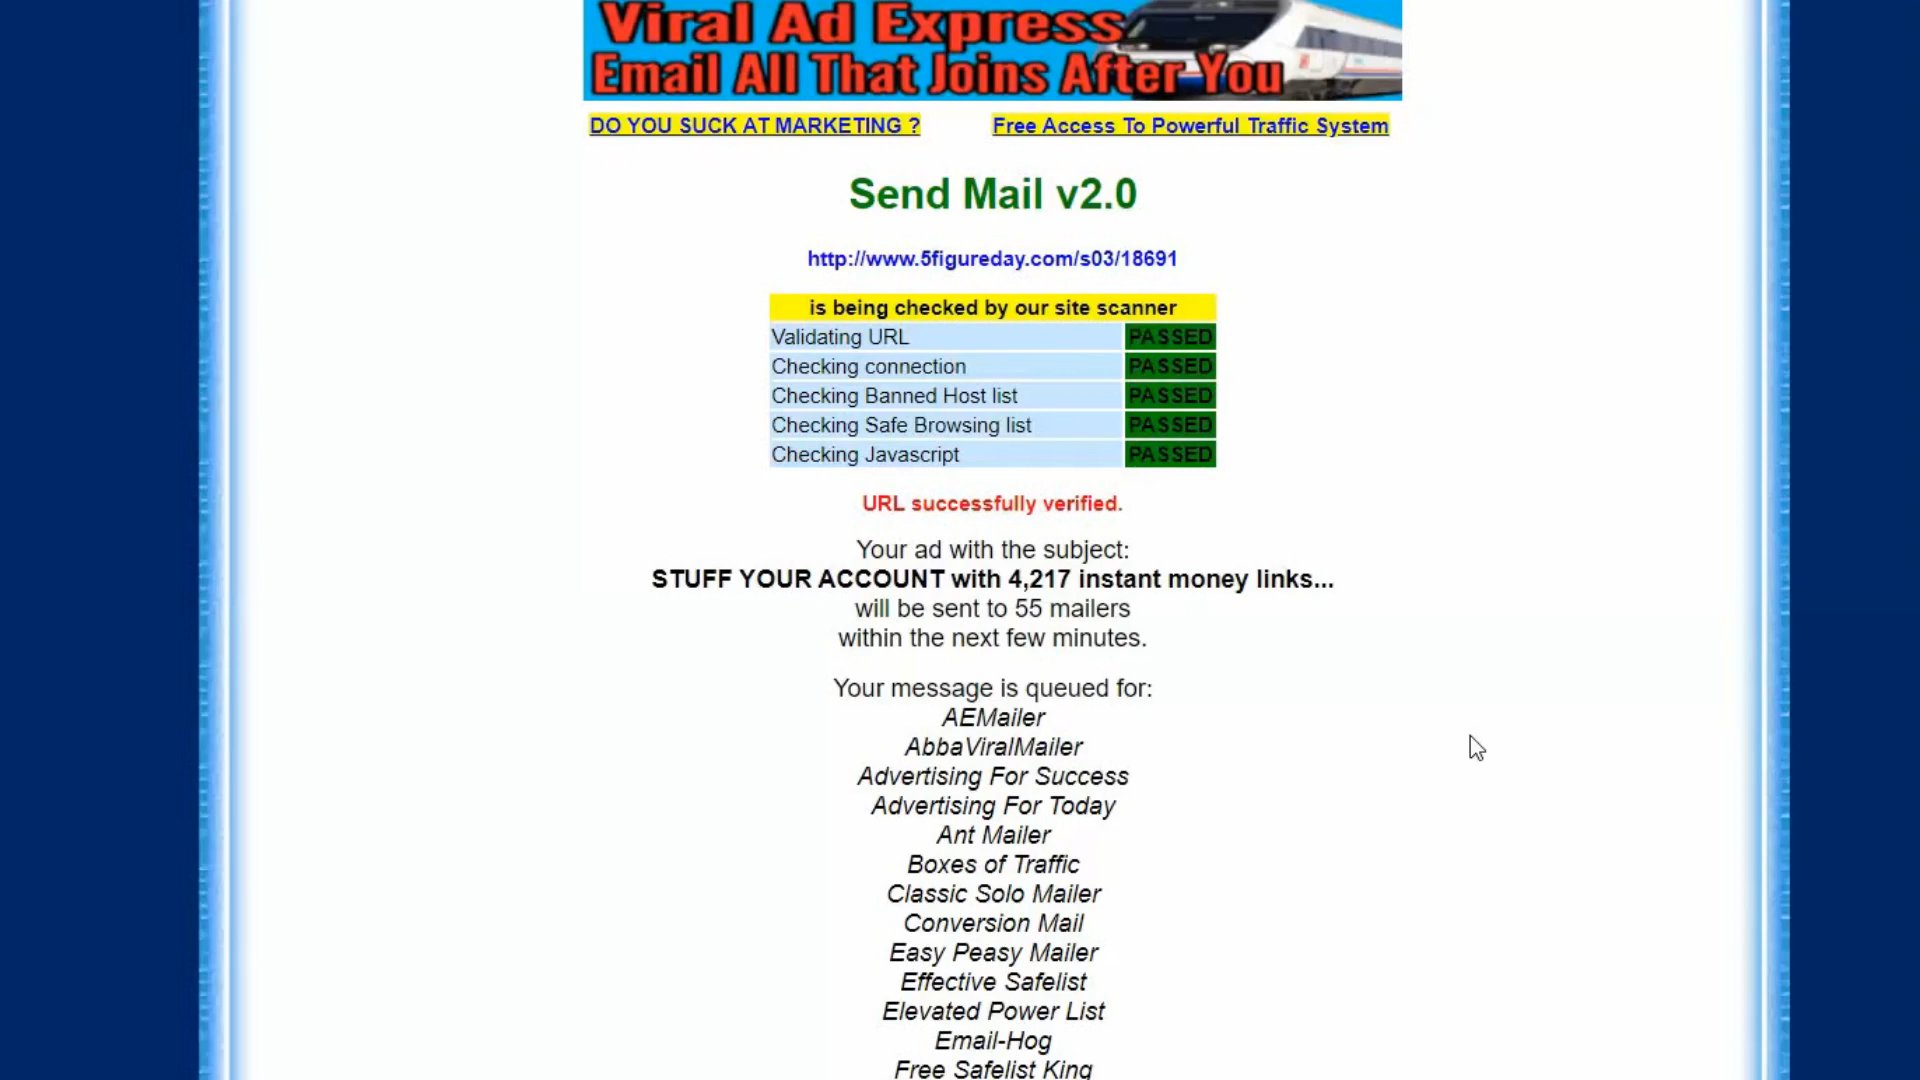 Viral Ad Express
Email All That Joins After You
DO YOU SUCK AT MARKETING ? Free Access To Powerful Traffic System
Send Mail v2.0
http://www.5figureday.com/s03/18691
is being checked by our site scanner
Validating URL PASSED
Checking connection PASSED
Checking Banned Host list PASSED
Checking Safe Browsing list PASSED
Checking Javascript PASSED
URL successfully verified.
Your ad with the subject:
STUFF YOUR ACCOUNT with 4,217 instant money links...
will be sent to 55 mailers
within the next few minutes.
Your message is queued for:
AEMailer
AbbaViralMailer
Advertising For Success
Advertising For Today
Ant Mailer
Boxes of Traffic
Classic Solo Mailer
Conversion Mail
Easy Peasy Mailer
Effective Safelist
Elevated Power List
Email-Hog
Free Safelist King